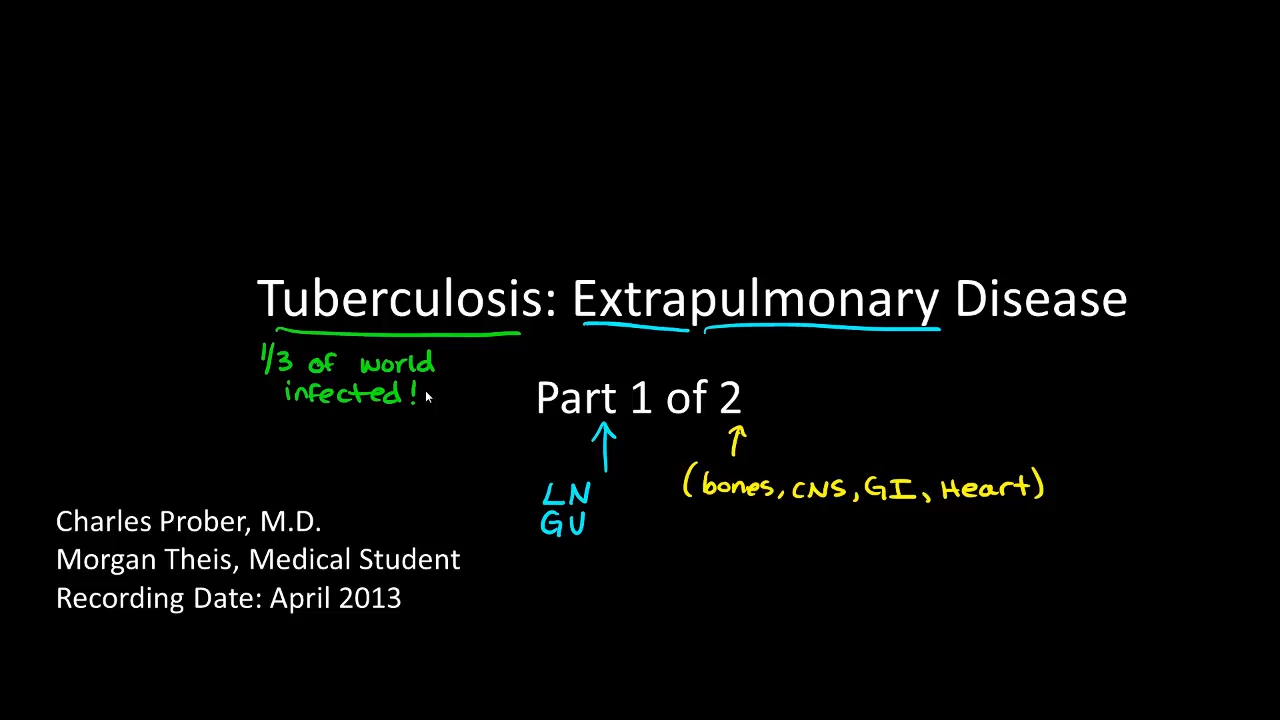 Tuberculosis: Extrapulmonary Disease
1/3 of world
infected!
Part 1 of 2
LN
GU
(bones, CNS, GI, Heart)
Charles Prober, M.D.
Morgan Theis, Medical Student
Recording Date: April 2013